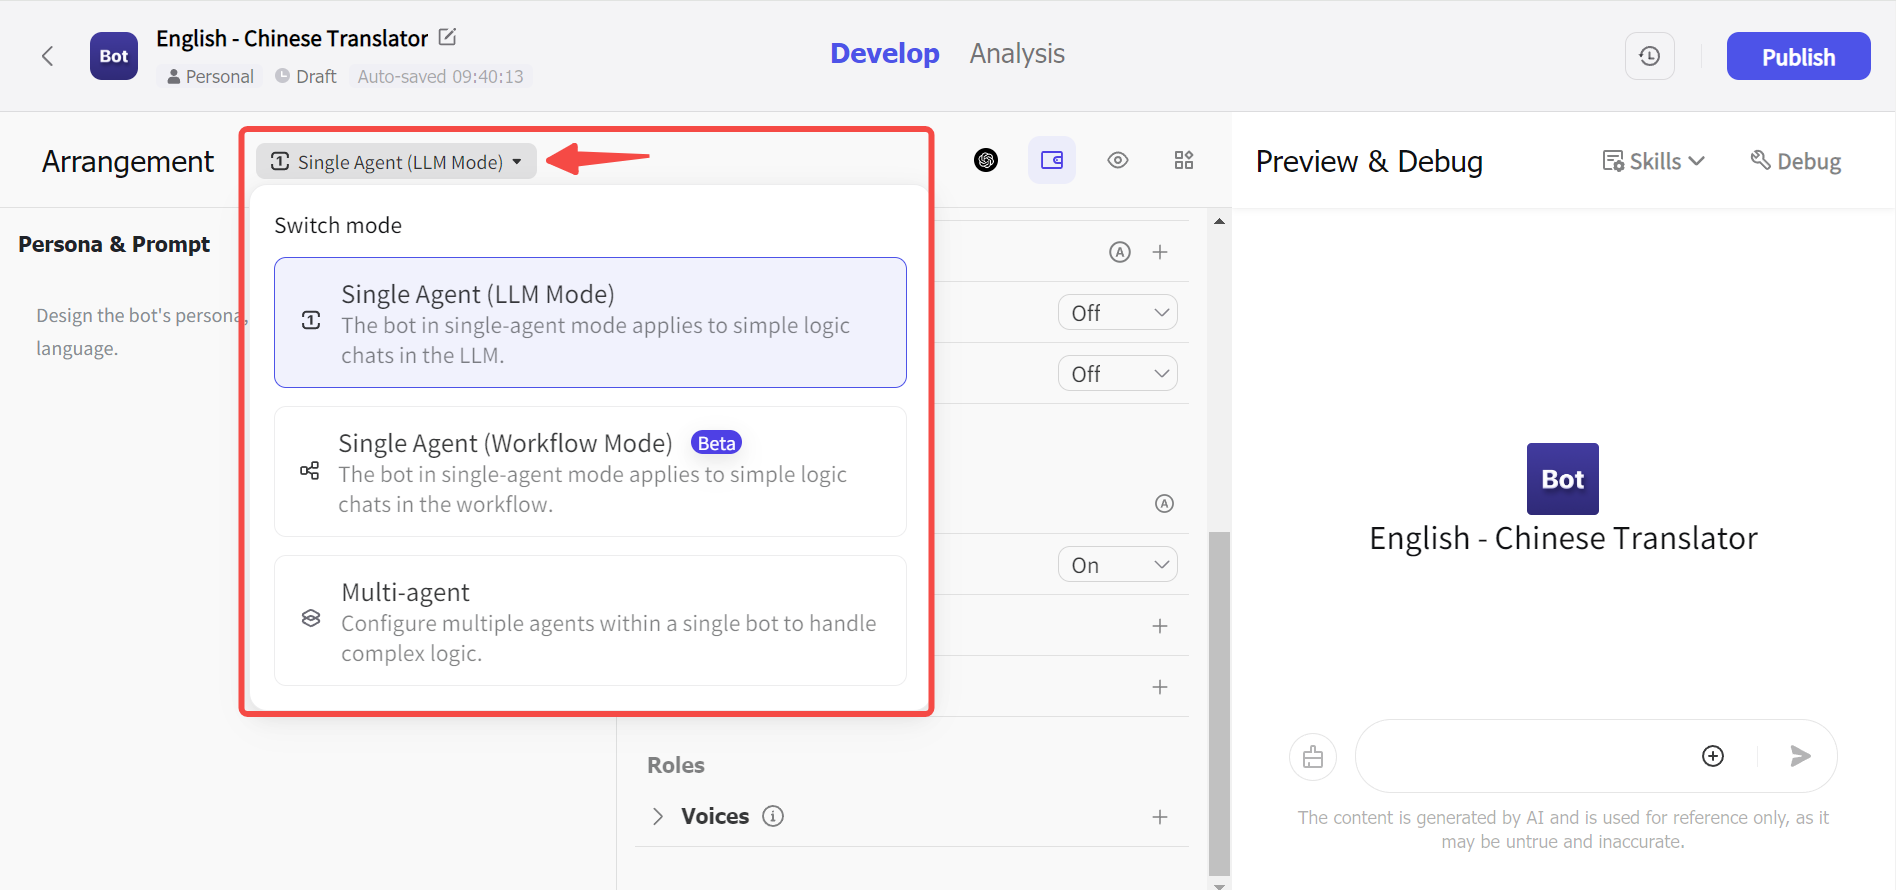 Bot
English - Chinese Translator
Personal
Draft
Auto-saved 09:40:13
Develop
Analysis
Publish
Arrangement
Single Agent (LLM Mode)
Preview & Debug
Skills
Debug
Persona & Prompt
Design the bot's persona,
language.
Switch mode
Single Agent (LLM Mode)
The bot in single-agent mode applies to simple logic
chats in the LLM.
Single Agent (Workflow Mode)
Beta
The bot in single-agent mode applies to simple logic
chats in the workflow.
Multi-agent
Configure multiple agents within a single bot to handle
complex logic.
A
Off
Off
A
On
Roles
Voices
Bot
English - Chinese Translator
The content is generated by AI and is used for reference only, as it
may be untrue and inaccurate.